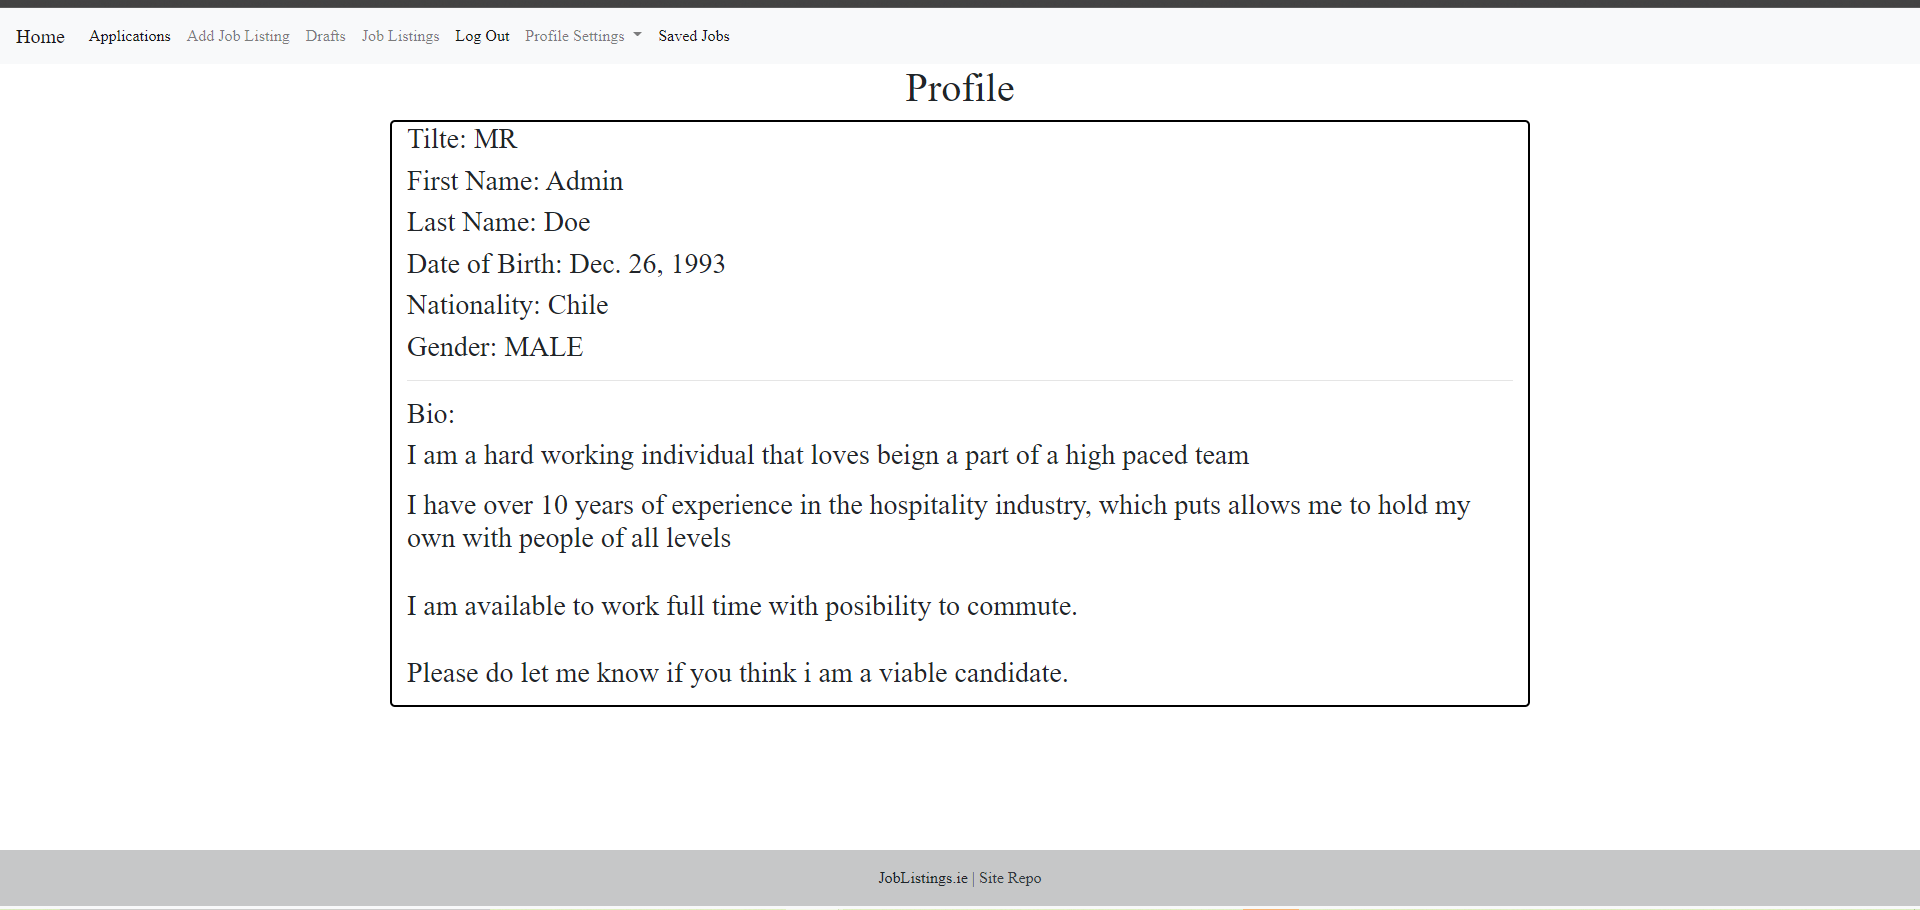 Home Applications Add Job Listing Drafts Job Listings Log Out Profile Settings Saved Jobs
Profile
Tilte: MR
First Name: Admin
Last Name: Doe
Date of Birth: Dec. 26, 1993
Nationality: Chile
Gender: MALE
Bio:
I am a hard working individual that loves beign a part of a high paced team
I have over 10 years of experience in the hospitality industry, which puts allows me to hold my
own with people of all levels
I am available to work full time with posibility to commute.
Please do let me know if you think i am a viable candidate.
JobListings.ie | Site Repo